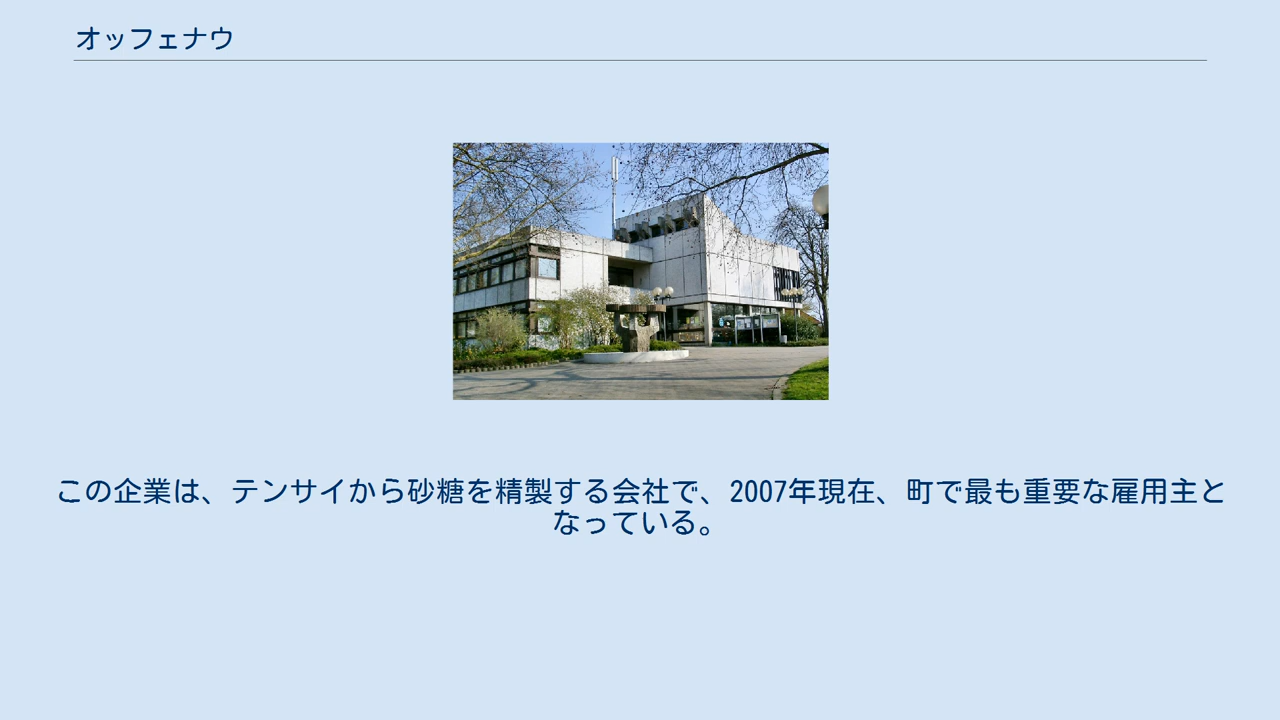 オッフェナウ
この企業は、テンサイから砂糖を精製する会社で、2007年現在、町で最も重要な雇用主と
なっている。